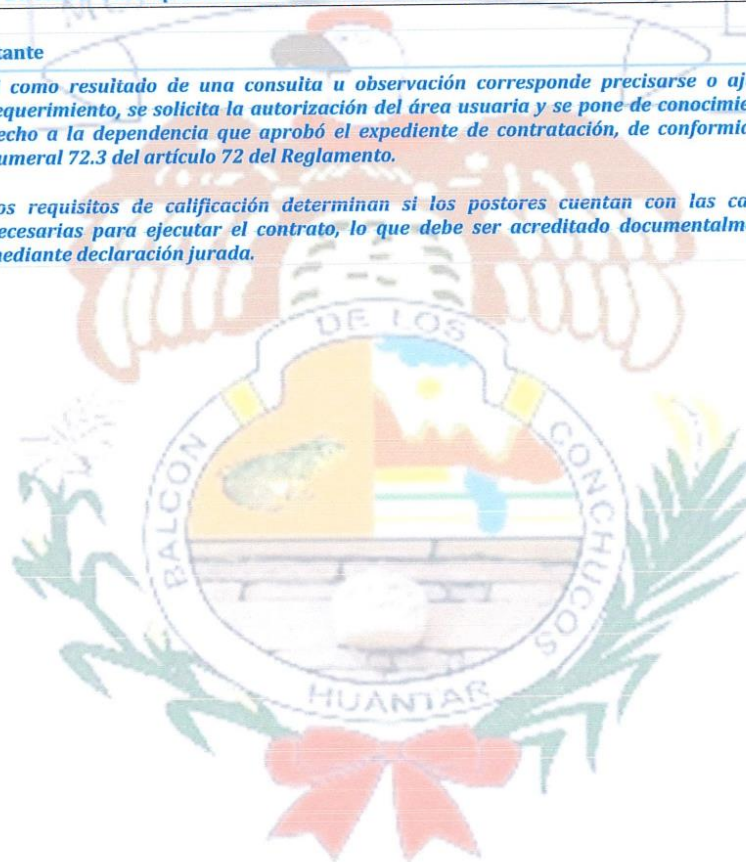 tante
como resultado de una consulta u observación corresponde precisarse o aj
equerimiento, se solicita la autorización del área usuaria y se pone de conocimie
echo a la dependencia que aprobó el expediente de contratación, de conformid
umeral 72.3 del artículo 72 del Reglamento.
os requisitos de calificación determinan si los postores cuentan con las ca
ecesarias para ejecutar el contrato, lo que debe ser acreditado documentalm
nediante declaración jurada.
DE LOS
BALCON
CONCHUCOS
HUANTAR